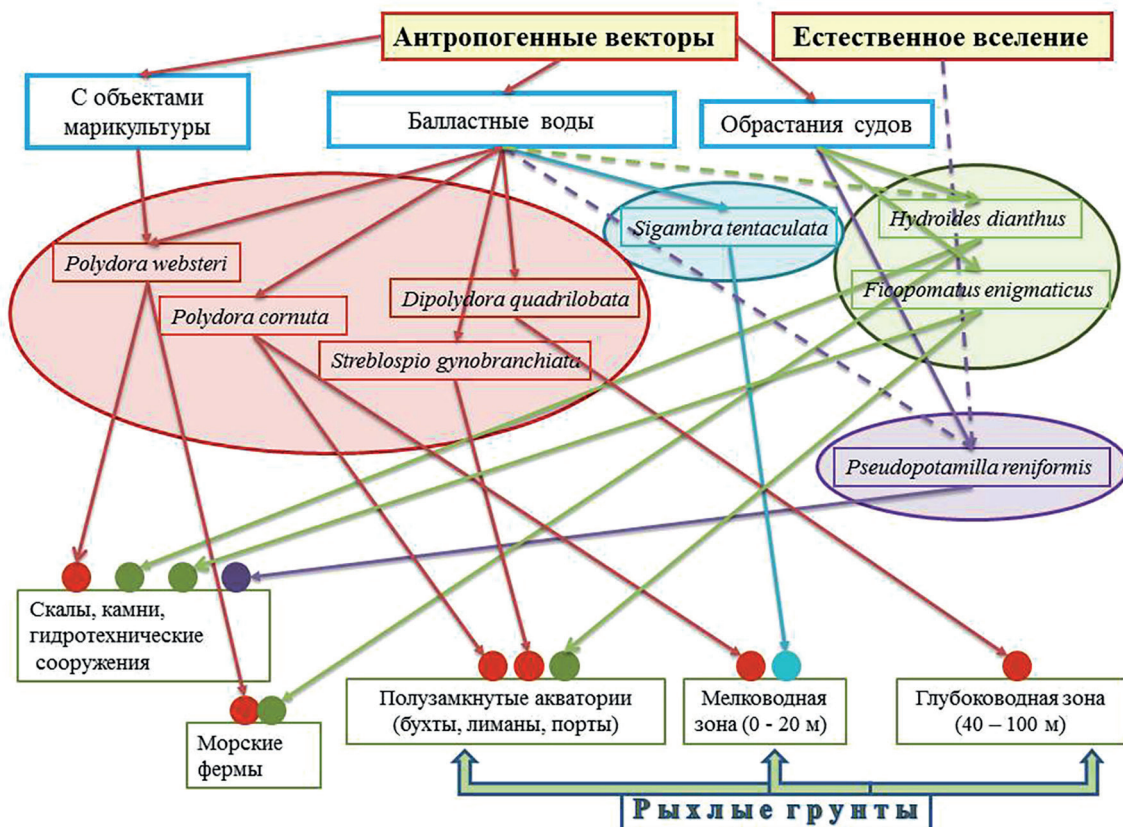 Антропогенные векторы
Естественное вселение
С объектами
марикультуры
Балластные воды
Обрастания судов
Polydora websteri
Polydora cornuta
Dipolydora quadrilobata
Streblospio gynobranchiata
Sigambra tentaculata
Hydroides dianthus
Ficopomatus enigmaticus
Pseudopotamilla reniformis
Скалы, камни,
гидротехнические
сооружения
Морские
фермы
Полузамкнутые акватории
(бухты, лиманы, порты)
Мелководная
зона (0 - 20 м)
Глубоководная зона
(40 – 100 м)
Рыхлые грунты